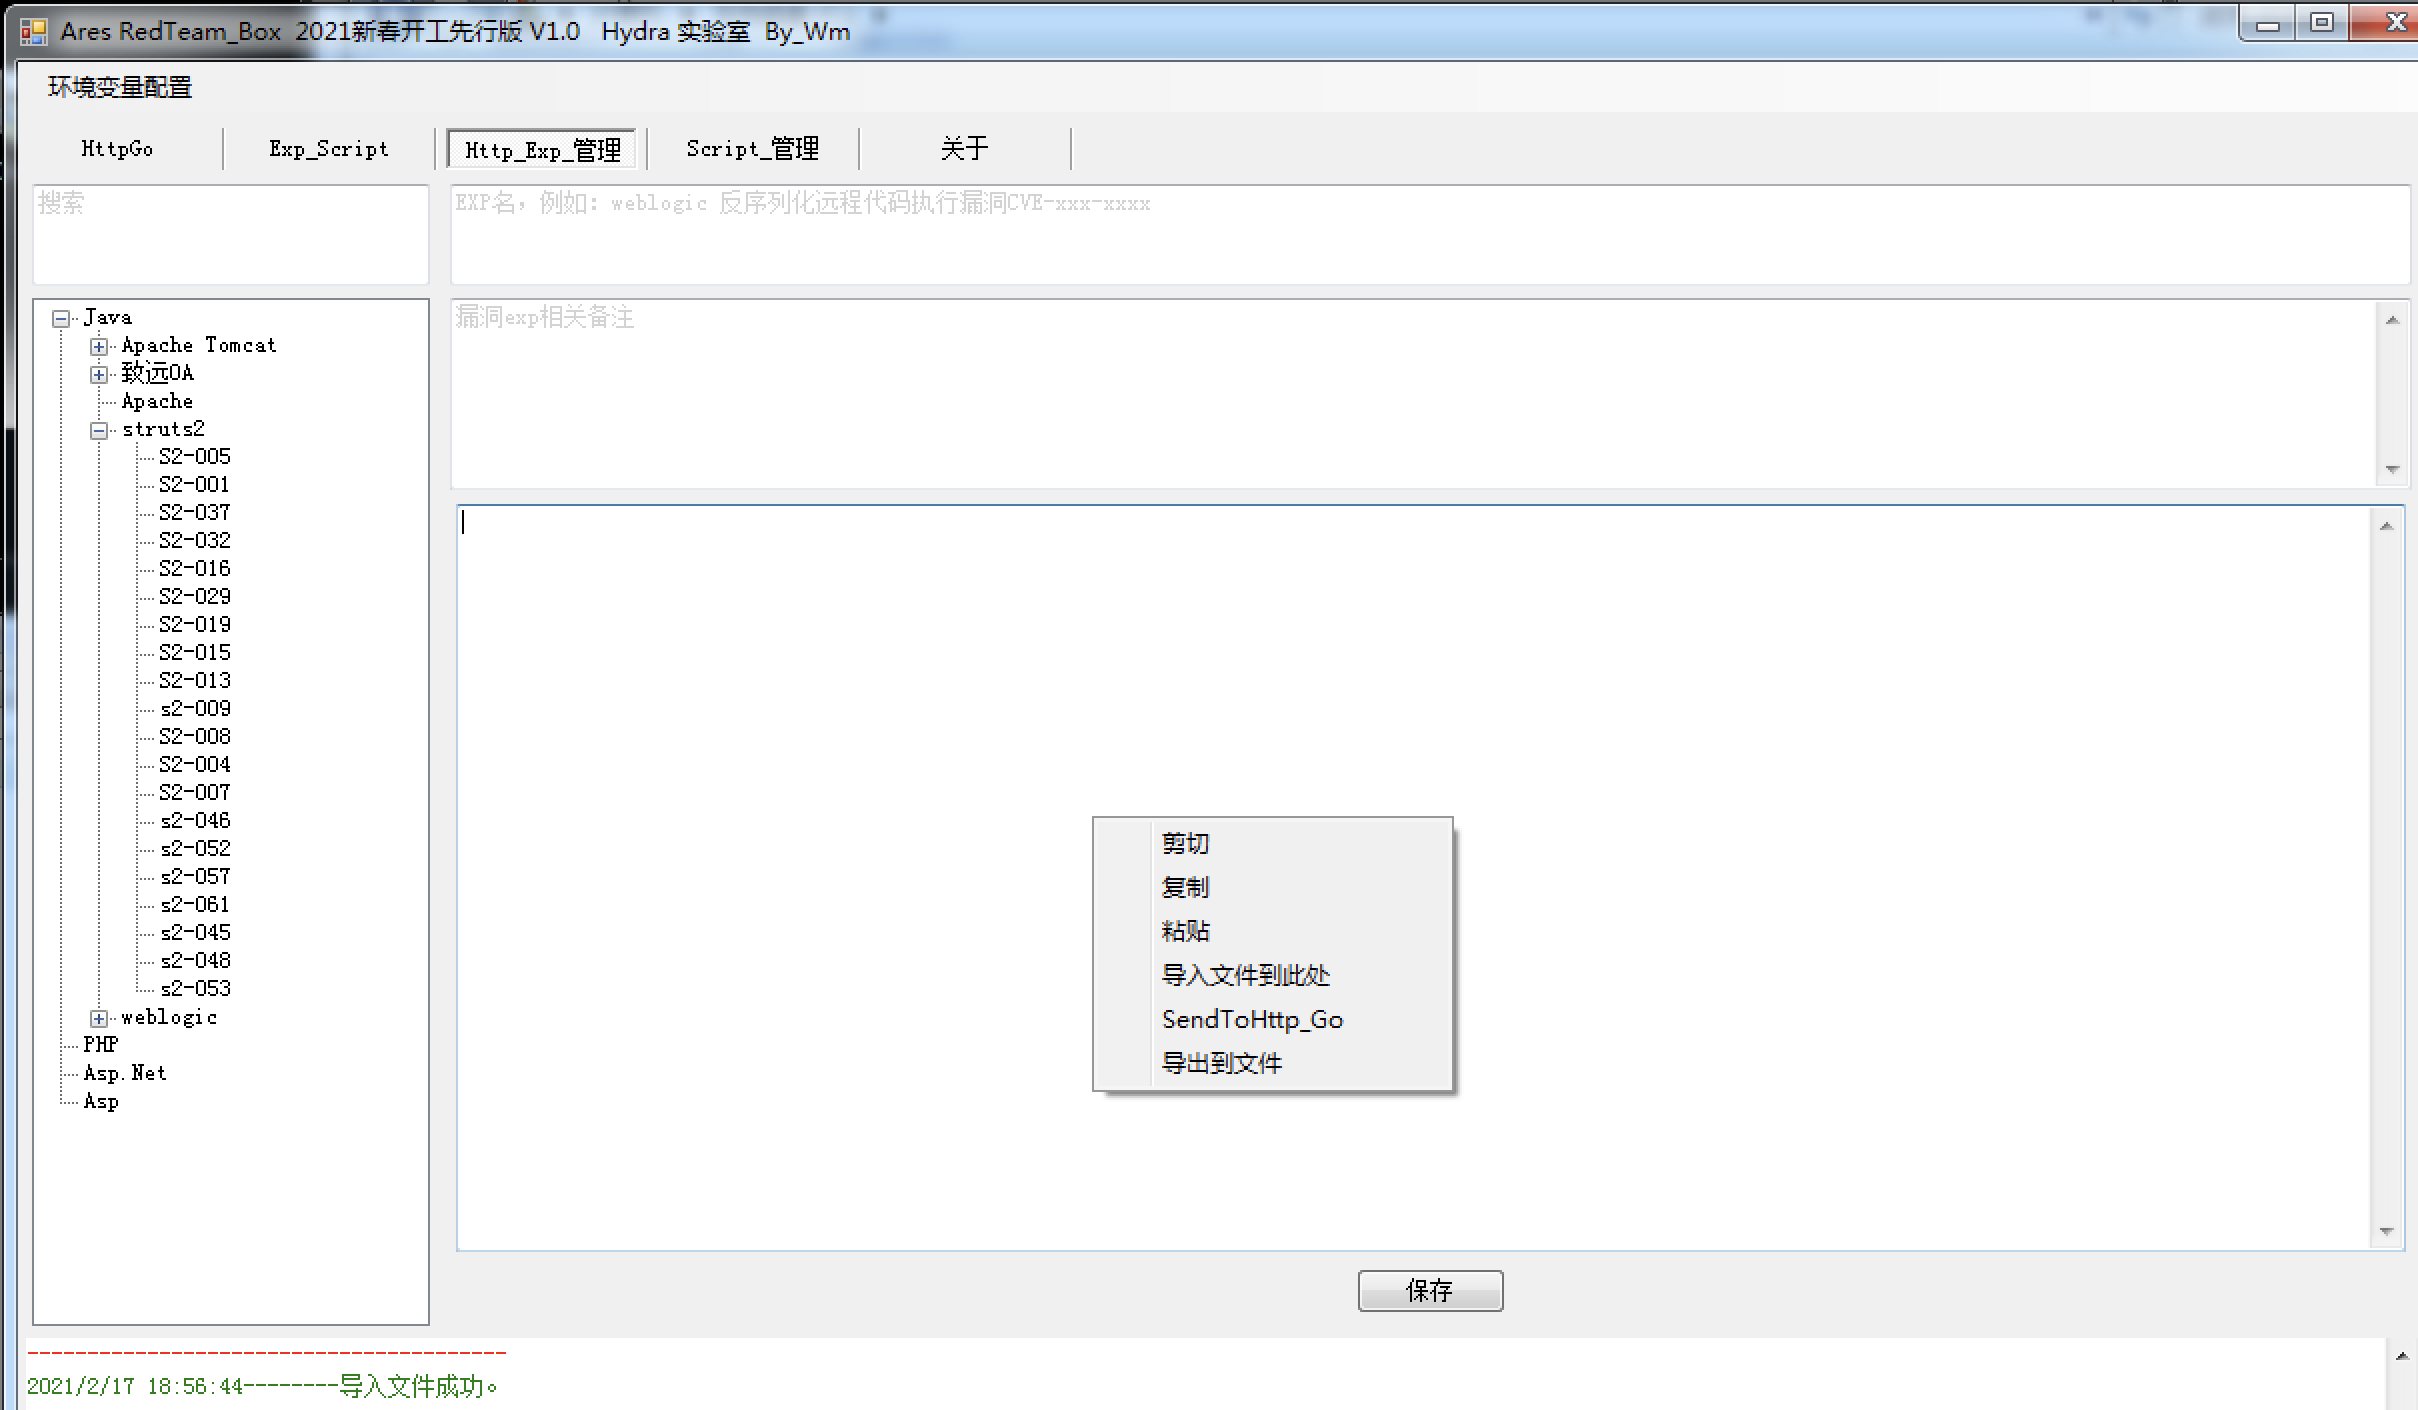 Ares RedTeam_Box 2021新春开工先行版 V1.0 Hydra 实验室 By_Wm
环境变量配置
HttpGo Exp_Script Http_Exp_管理 Script_管理 关于
搜索
EXP名，例如：weblogic 反序列化远程代码执行漏洞CVE-xxx-xxxx
漏洞exp相关备注
Java
Apache Tomcat
致远OA
Apache
struts2
S2-005
S2-001
S2-037
S2-032
S2-016
S2-029
S2-019
S2-015
S2-013
s2-009
S2-008
S2-004
S2-007
s2-046
s2-052
s2-057
s2-061
s2-045
s2-048
s2-053
weblogic
PHP
Asp.Net
Asp
剪切
复制
粘贴
导入文件到此处
SendToHttp_Go
导出到文件
保存
----------------------------------------
2021/2/17 18:56:44--------导入文件成功。